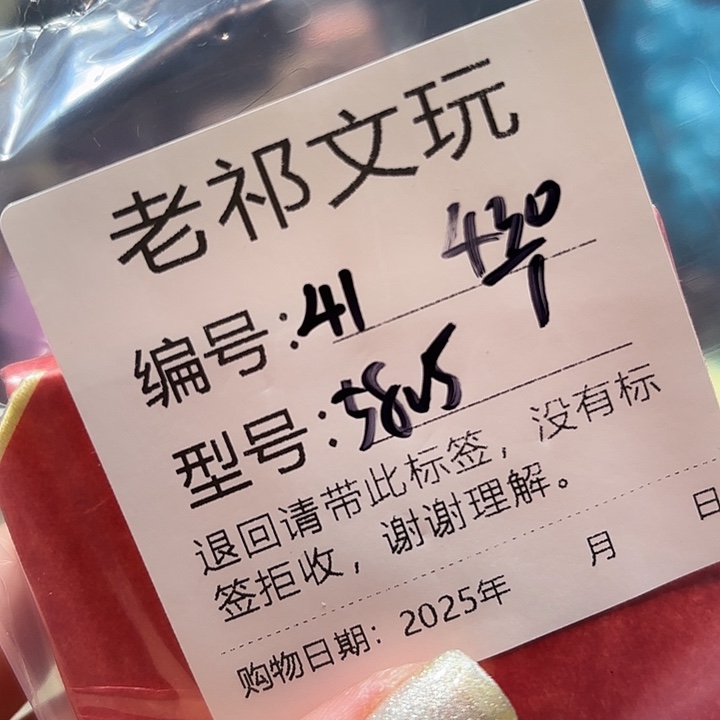 老祁文玩
430
1
编号:41
型号:5805
退回请带此标签，没有标
签拒收，谢谢理解。
购物日期：2025年 月 日